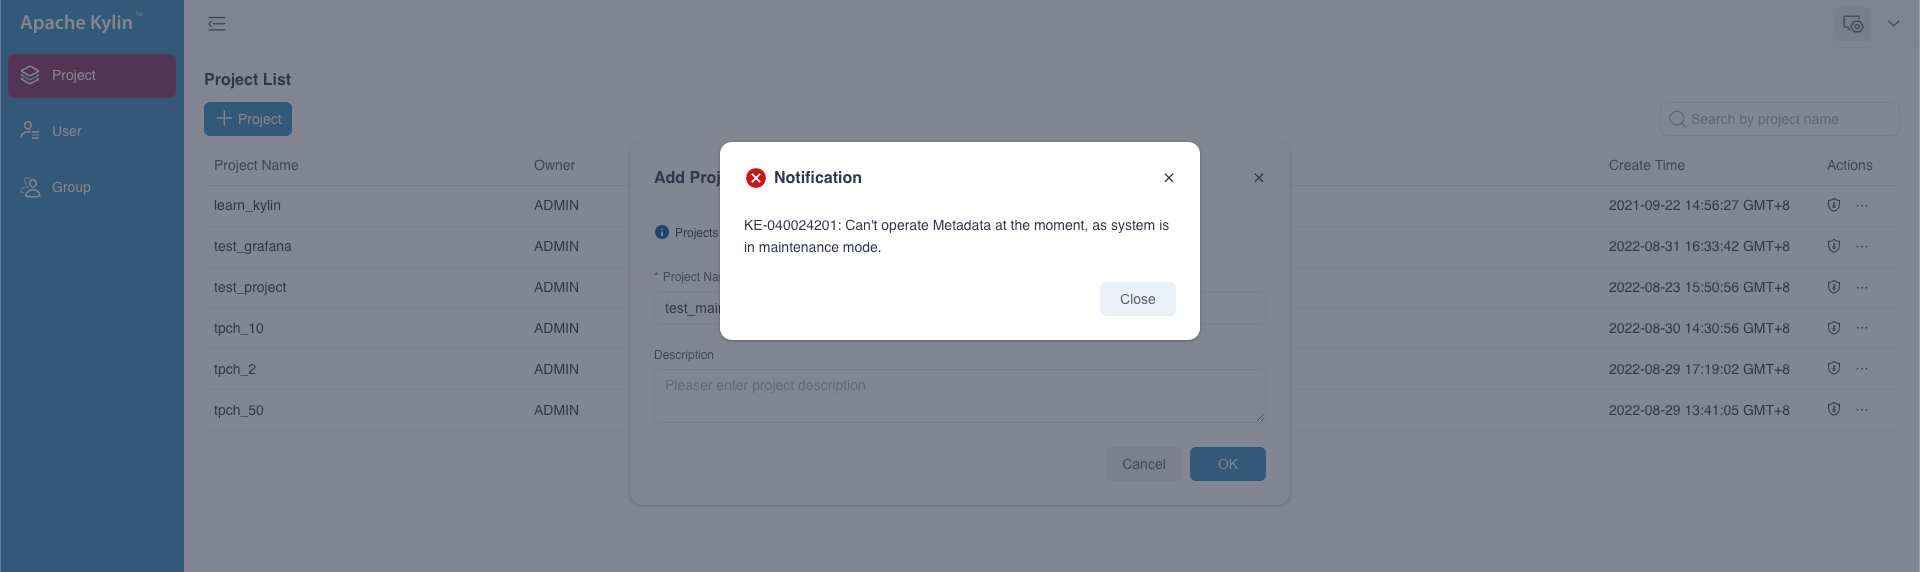 Apache Kylin ™
Project
User
Group
Project List
Project
Search by project name
Project Name Owner Create Time Actions
learn_kylin ADMIN 2021-09-22 14:56:27 GMT+8
test_grafana ADMIN 2022-08-31 16:33:42 GMT+8
test_project ADMIN 2022-08-23 15:50:56 GMT+8
tpch_10 ADMIN 2022-08-30 14:30:56 GMT+8
tpch_2 ADMIN 2022-08-29 17:19:02 GMT+8
tpch_50 ADMIN 2022-08-29 13:41:05 GMT+8
Add Proj
Projects
* Project Na
test_mai
Description
Pleaser enter project description
Cancel OK
Notification
KE-040024201: Can't operate Metadata at the moment, as system is
in maintenance mode.
Close